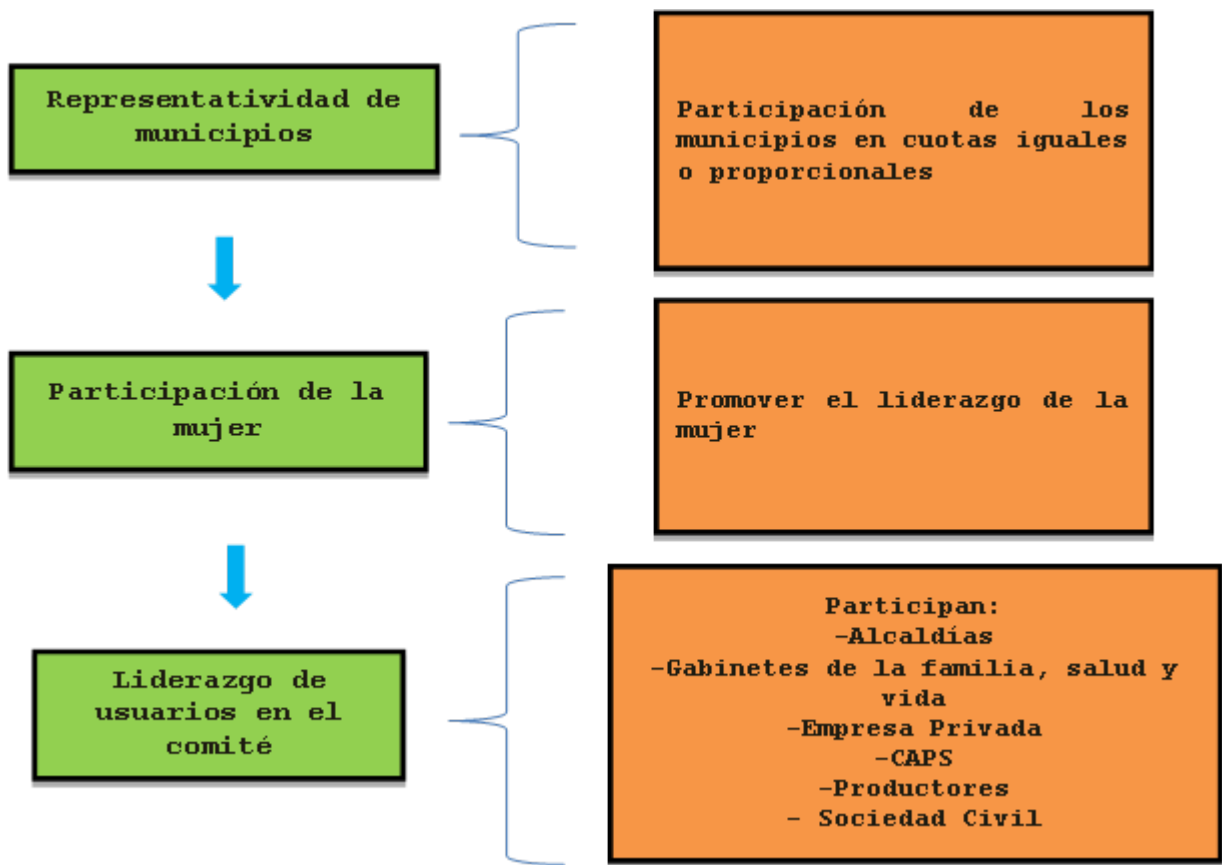 Representatividad de
municipios
Participación de los
municipios en cuotas iguales
o proporcionales
Participación de la
mujer
Promover el liderazgo de la
mujer
Liderazgo de
usuarios en el
comité
Participan:
-Alcaldías
-Gabinetes de la familia, salud y
vida
-Empresa Privada
-CAPS
-Productores
- Sociedad Civil